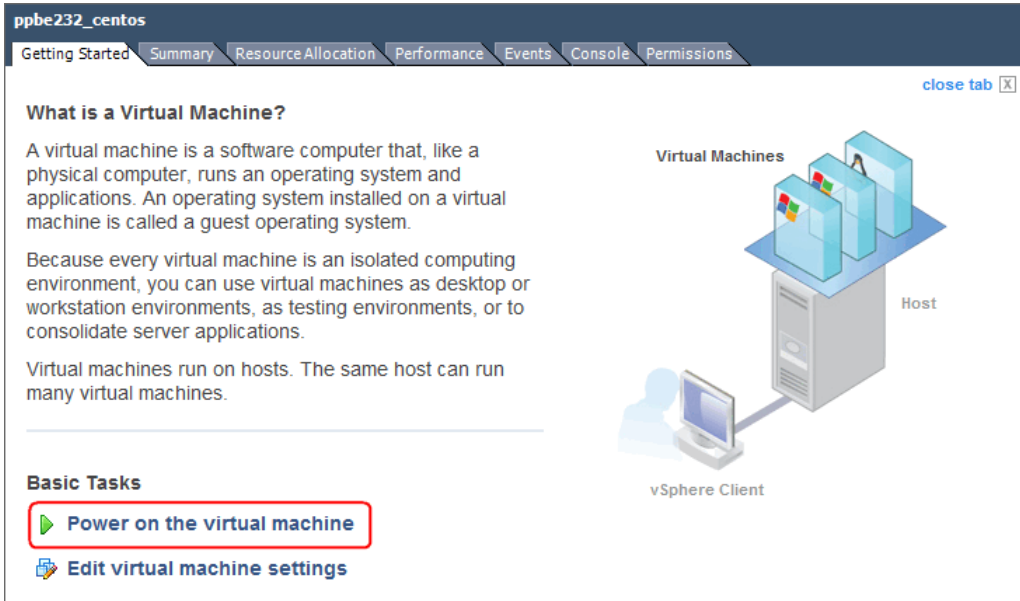 ppbe232_centos
Getting Started Summary Resource Allocation Performance Events Console Permissions
close tab X
What is a Virtual Machine?
A virtual machine is a software computer that, like a
physical computer, runs an operating system and
applications. An operating system installed on a virtual
machine is called a guest operating system.
Because every virtual machine is an isolated computing
environment, you can use virtual machines as desktop or
workstation environments, as testing environments, or to
consolidate server applications.
Virtual machines run on hosts. The same host can run
many virtual machines.
Virtual Machines
Host
vSphere Client
Basic Tasks
Power on the virtual machine
Edit virtual machine settings